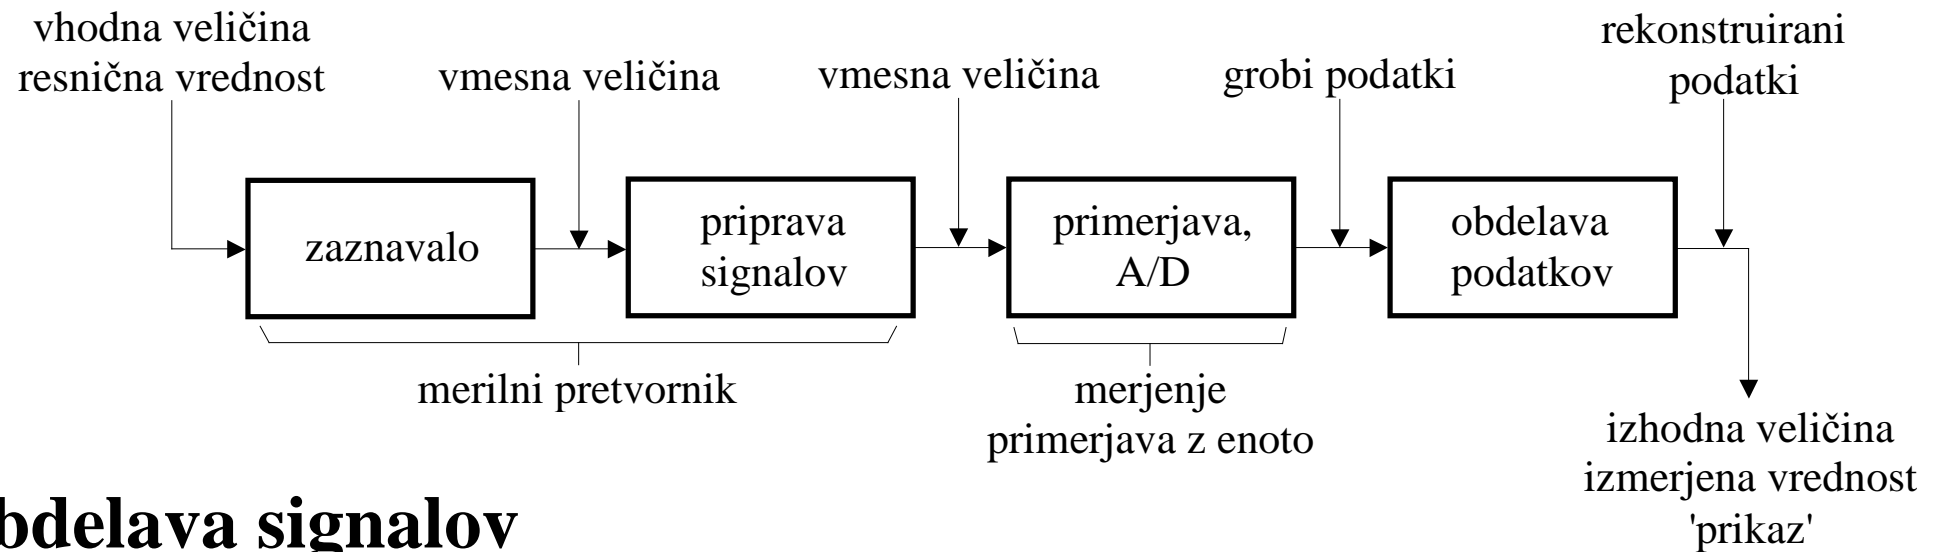 vhodna veličina
resnična vrednost
vmesna veličina
vmesna veličina
grobi podatki
rekonstruirani
podatki
zaznavalo
priprava
signalov
primerjava,
A/D
obdelava
podatkov
merilni pretvornik
merjenje
primerjava z enoto
izhodna veličina
izmerjena vrednost
'prikaz'
bdelava signalov